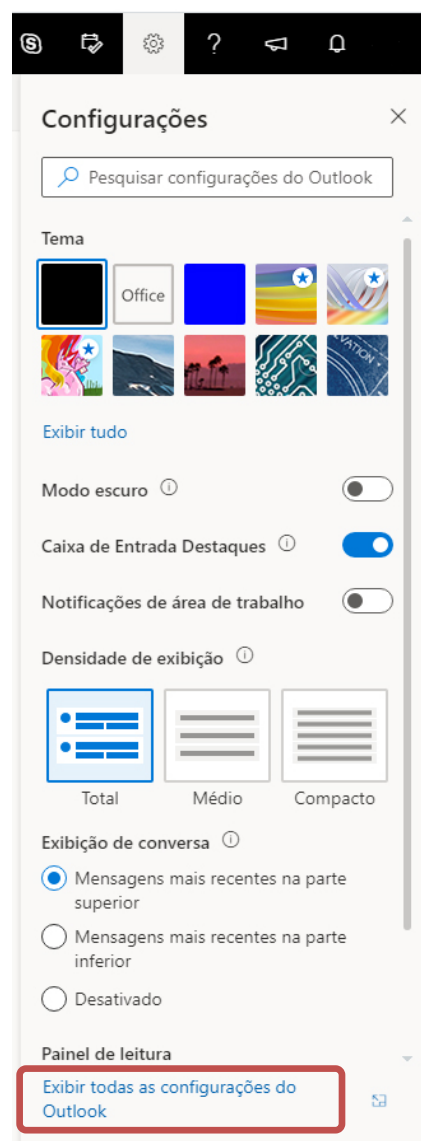 Configurações
Pesquisar configurações do Outlook
Tema
Office
Exibir tudo
Modo escuro
Caixa de Entrada Destaques
Notificações de área de trabalho
Densidade de exibição
Total Médio Compacto
Exibição de conversa
Mensagens mais recentes na parte
superior
Mensagens mais recentes na parte
inferior
Desativado
Painel de leitura
Exibir todas as configurações do
Outlook